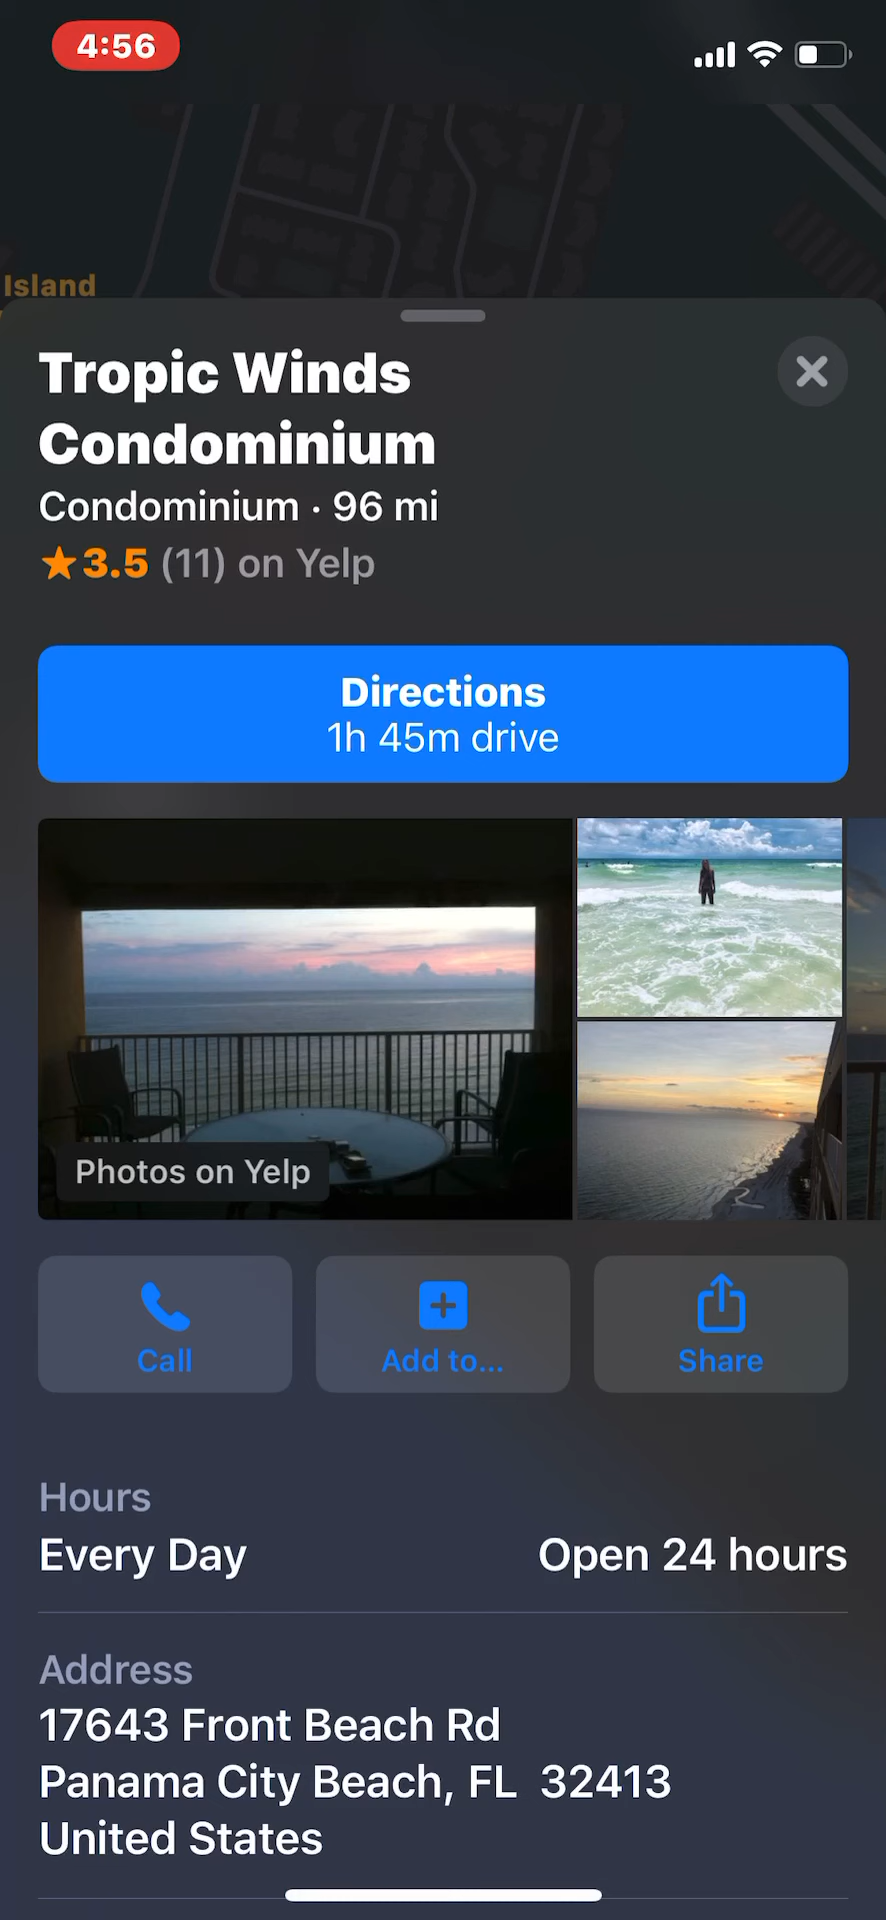 4:56
Island
Tropic Winds
Condominium
Condominium · 96 mi
★3.5 (11) on Yelp
Directions
1h 45m drive
Photos on Yelp
Call
Add to...
Share
Hours
Every Day Open 24 hours
Address
17643 Front Beach Rd
Panama City Beach, FL  32413
United States